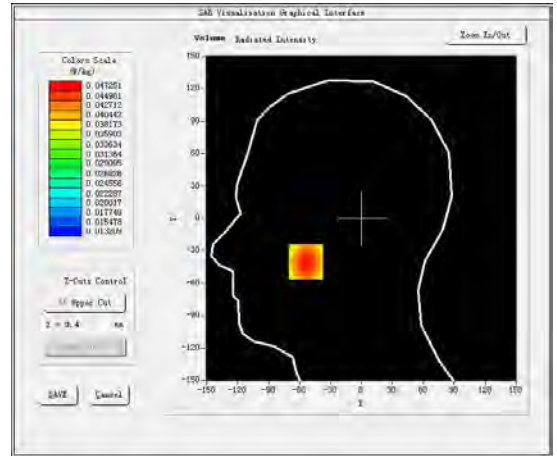 SAR Visualisation Graphical Interface
Volume Radiated Intensity
Zoom In/Out
Colors Scale
(W/kg)
0.047251
0.044981
0.042712
0.040442
0.038173
0.035903
0.033634
0.031364
0.029095
0.026826
0.024556
0.022287
0.020017
0.017748
0.015478
0.013209
150
120
90
60
30
0
-30
-60
-90
-120
-150
Y
-150 -120 -90 -60 -30 0 30 60 90 120 150
X
Z-Cuts Control
Upper Cut
Z = 9.4 mm
SAVE Cancel